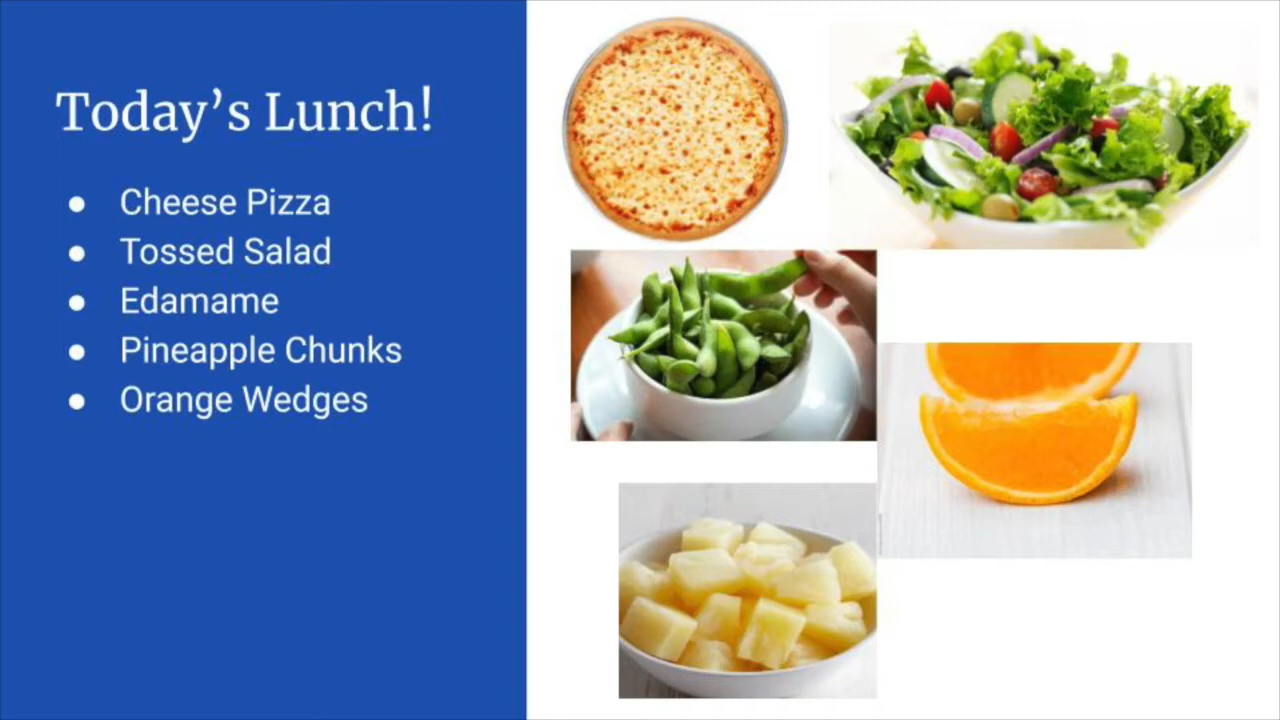 Today’s Lunch!
● Cheese Pizza
● Tossed Salad
● Edamame
● Pineapple Chunks
● Orange Wedges